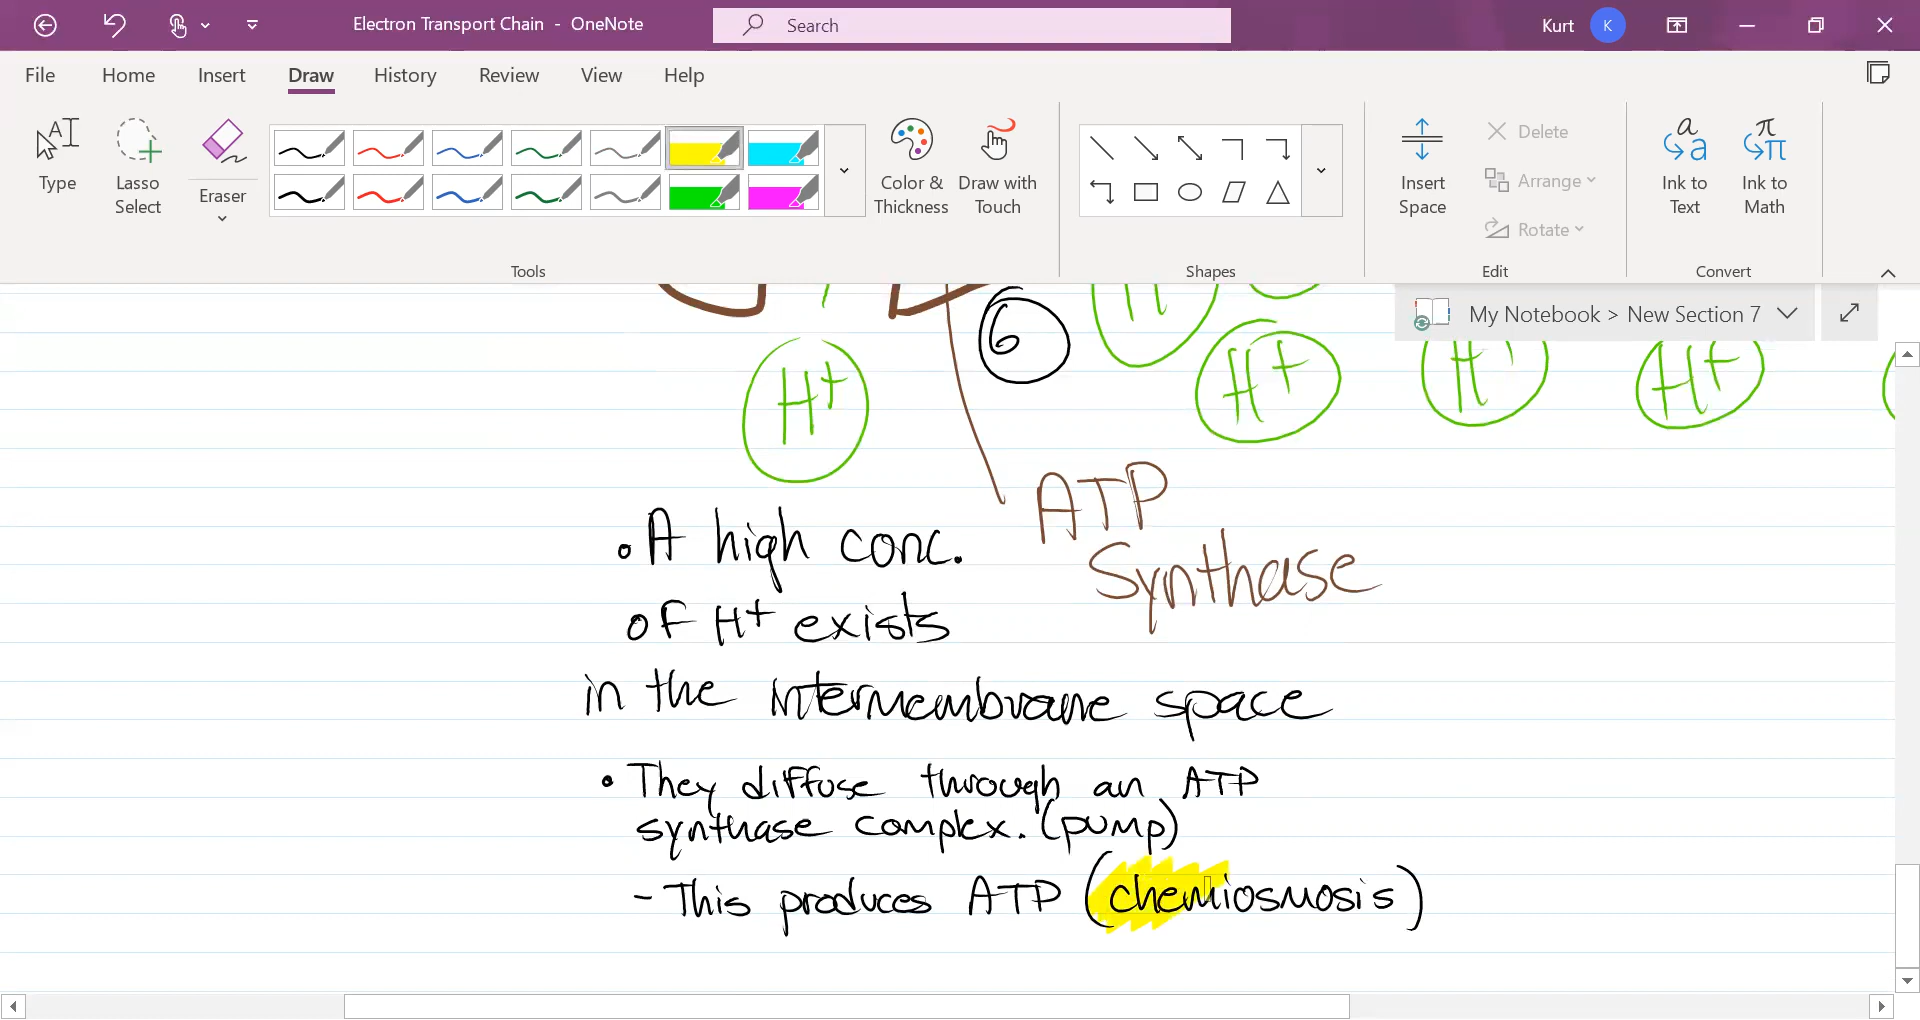 Electron Transport Chain - OneNote
Search
Kurt
K
File Home Insert Draw History Review View Help
Type
Lasso Select
Eraser
Color & Thickness
Draw with Touch
Insert Space
Delete
Arrange
Rotate
Ink to Text
Ink to Math
Tools
Shapes
Edit
Convert
My Notebook > New Section 7
6
H
H+
H+
H+
H+
ATP
Synthase
• A high conc.
of H+ exists
in the intermembrane space
• They diffuse through an ATP
synthase complex. (pump)
- This produces ATP (chemiosmosis)